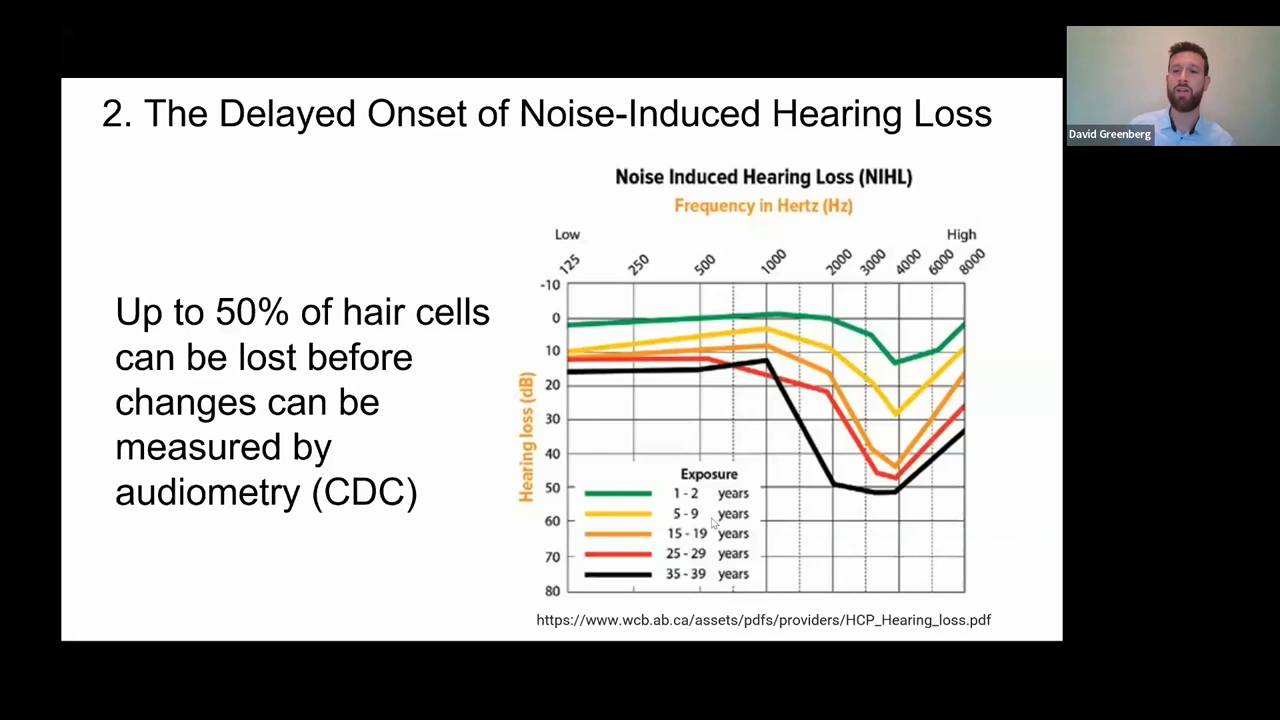 2. The Delayed Onset of Noise-Induced Hearing Loss
David Greenberg
Up to 50% of hair cells
can be lost before
changes can be
measured by
audiometry (CDC)
Noise Induced Hearing Loss (NIHL)
Frequency in Hertz (Hz)
Low High
125 250 500 1000 2000 3000 4000 6000 8000
Hearing loss (dB)
-10
0
10
20
30
40
50
60
70
80
Exposure
1 - 2 years
5 - 9 years
15 - 19 years
25 - 29 years
35 - 39 years
https://www.wcb.ab.ca/assets/pdfs/providers/HCP_Hearing_loss.pdf